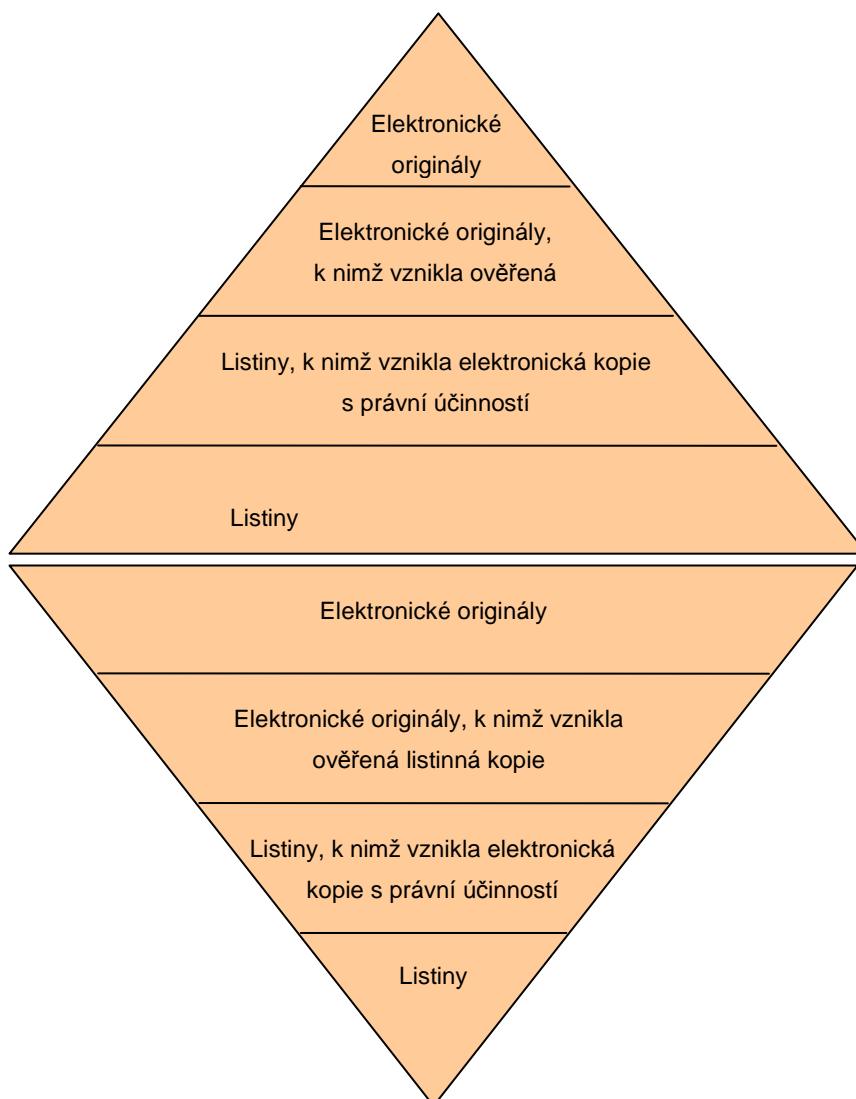 Elektronické
originály
Elektronické originály,
k nimž vznikla ověřená
Listiny, k nimž vznikla elektronická kopie
s právní účinností
Listiny
Elektronické originály
Elektronické originály, k nimž vznikla
ověřená listinná kopie
Listiny, k nimž vznikla elektronická
kopie s právní účinností
Listiny